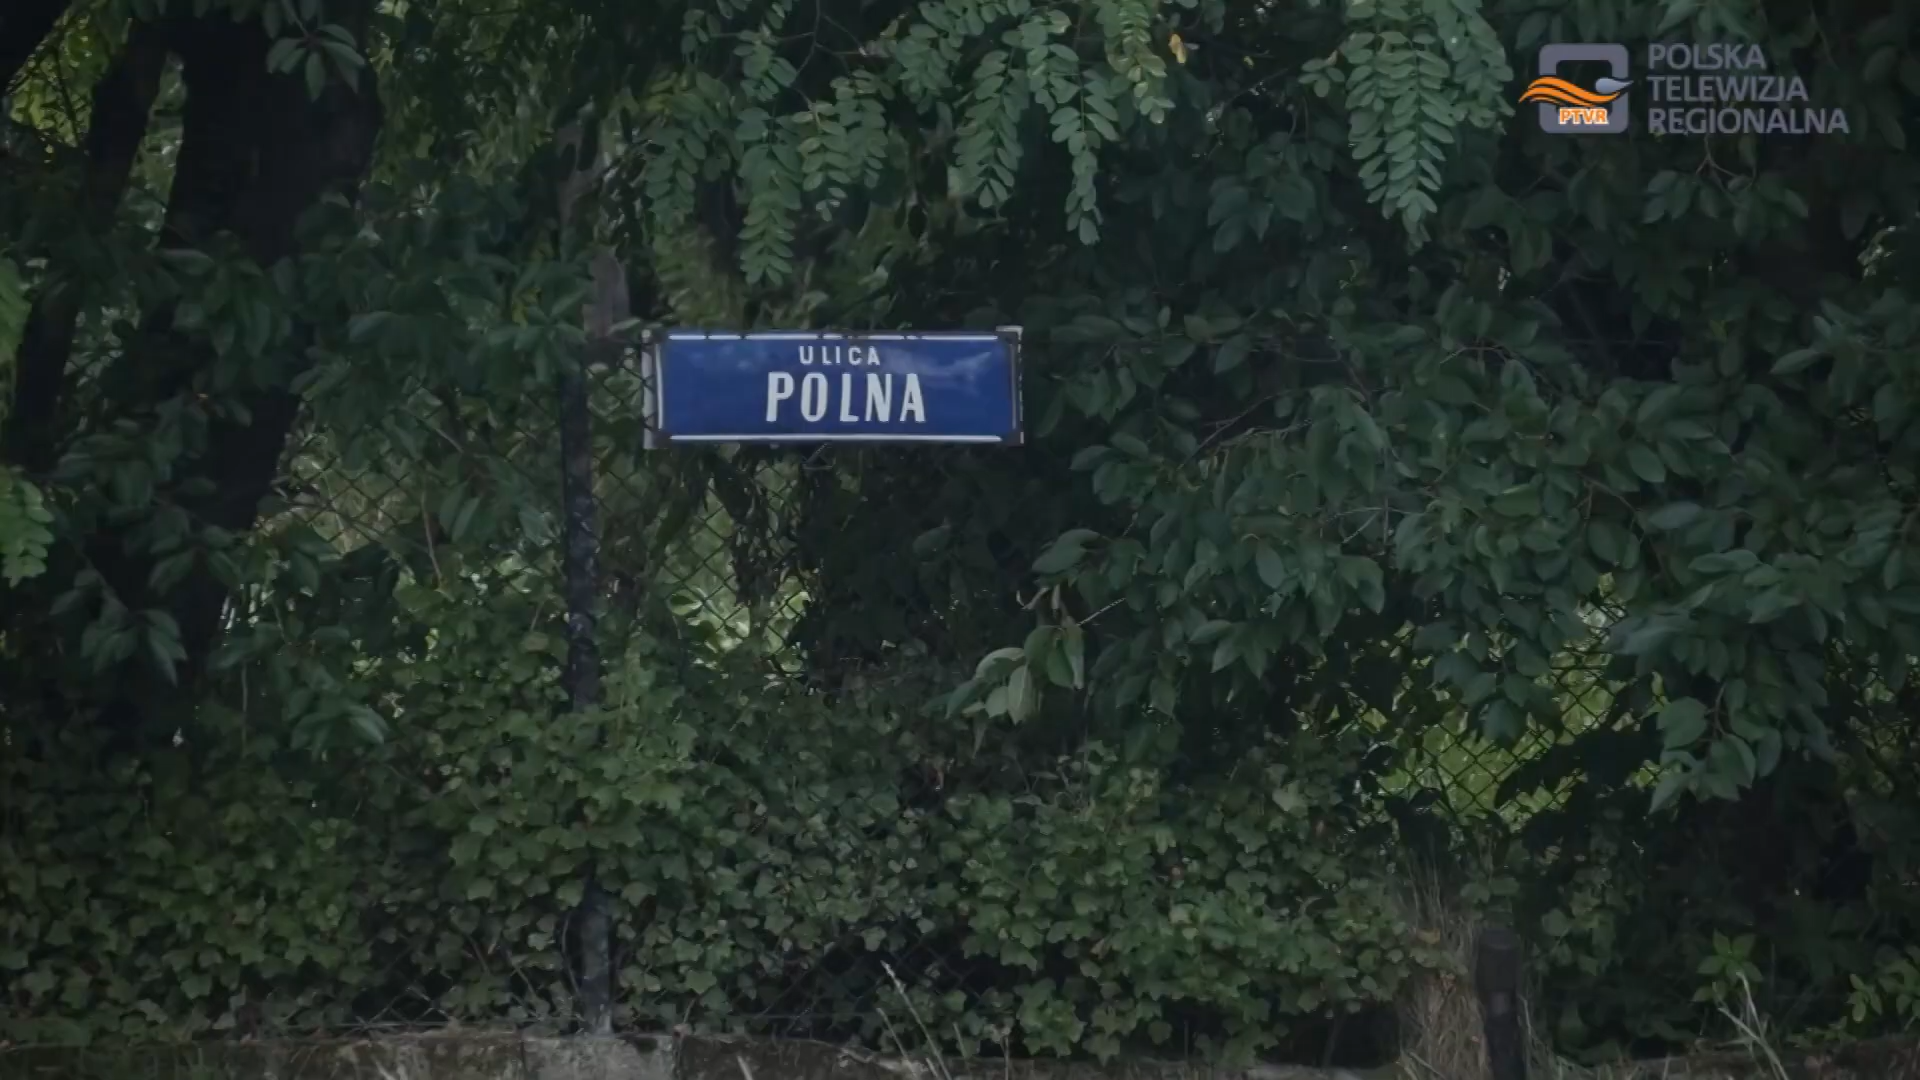 ULICA
POLNA
POLSKA
TELEWIZJA
REGIONALNA
PTVR